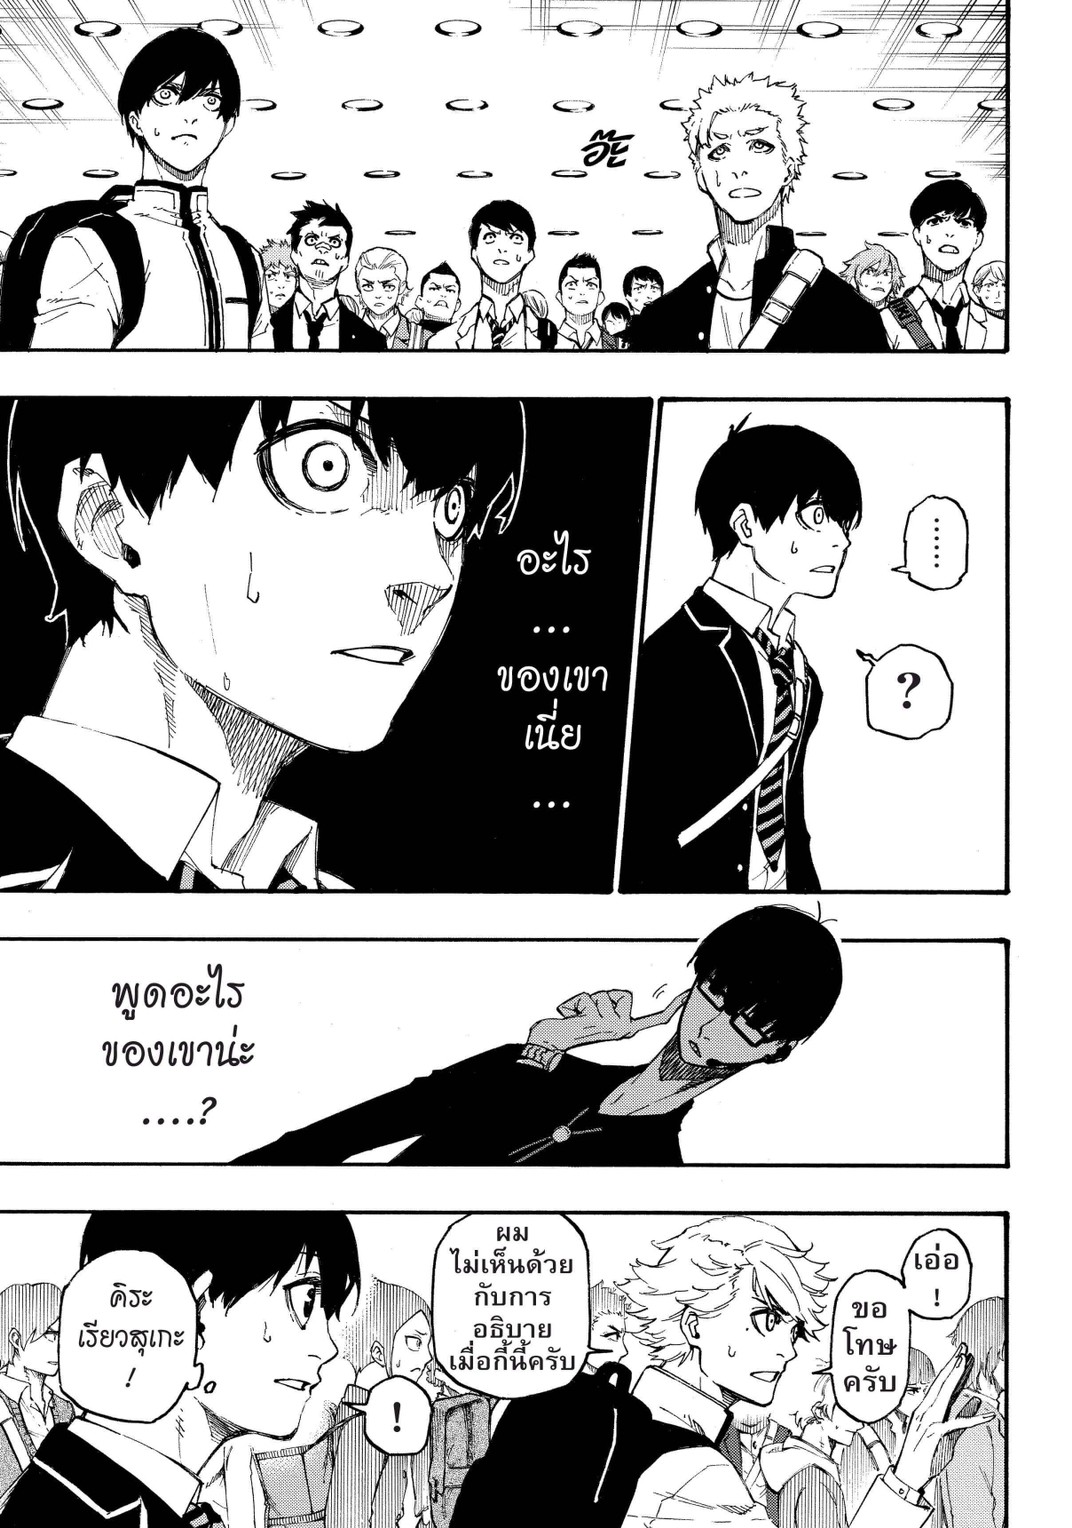 อ๊ะ
......
?
อะไร
...
ของเขา
เนี่ย
...
พูดอะไร
ของเขาน่ะ
....?
เอ่อ
!
ขอ
โทษ
ครับ
ผม
ไม่เห็นด้วย
กับการ
อธิบาย
เมื่อกี้นี้ครับ
!
คิระ
เรียวสุเกะ
!